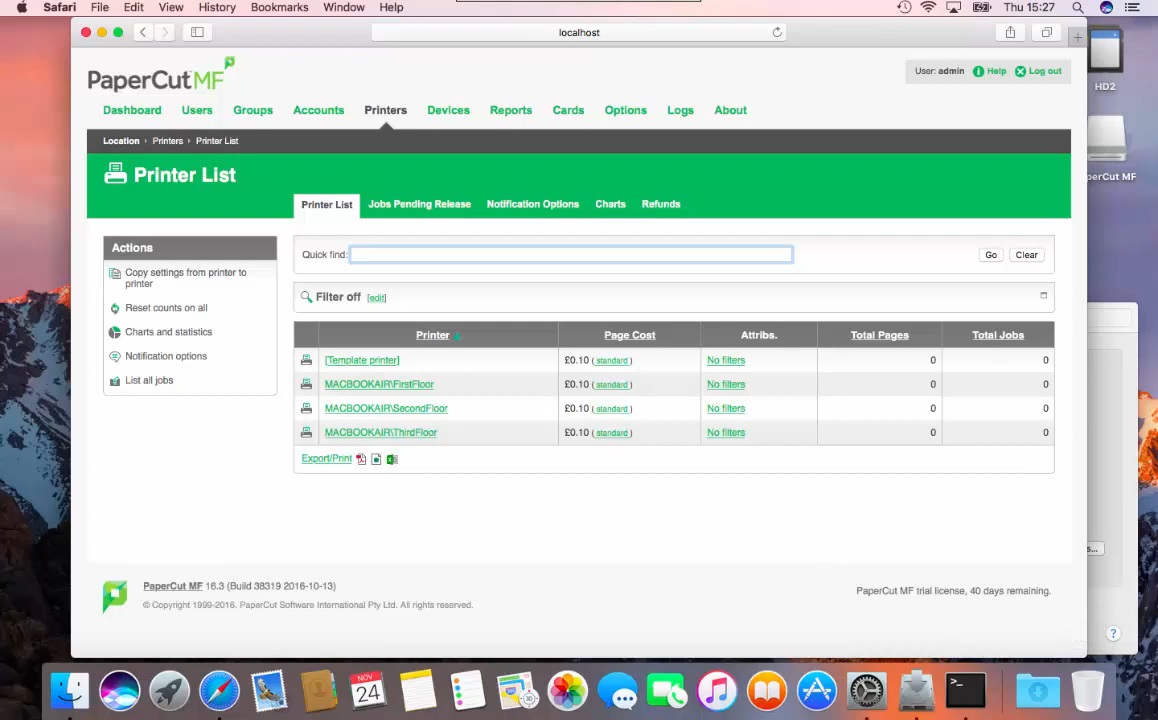 Safari File Edit View History Bookmarks Window Help Thu 15:27
localhost
PaperCutMF
User: admin Help Log out
HD2
Dashboard Users Groups Accounts Printers Devices Reports Cards Options Logs About
Location Printers Printer List
perCut MF
Printer List
Printer List Jobs Pending Release Notification Options Charts Refunds
Actions
Copy settings from printer to
printer
Reset counts on all
Charts and statistics
Notification options
List all jobs
Quick find: Go Clear
Filter off [edit]
Printer Page Cost Attribs. Total Pages Total Jobs
[Template printer] £0.10 ( standard ) No filters 0 0
MACBOOKAIR\FirstFloor £0.10 ( standard ) No filters 0 0
MACBOOKAIR\SecondFloor £0.10 ( standard ) No filters 0 0
MACBOOKAIR\ThirdFloor £0.10 ( standard ) No filters 0 0
Export/Print
s...
PaperCut MF 16.3 (Build 38319 2016-10-13)
© Copyright 1999-2016. PaperCut Software International Pty Ltd. All rights reserved.
PaperCut MF trial license, 40 days remaining.
?
NOV
24
>_